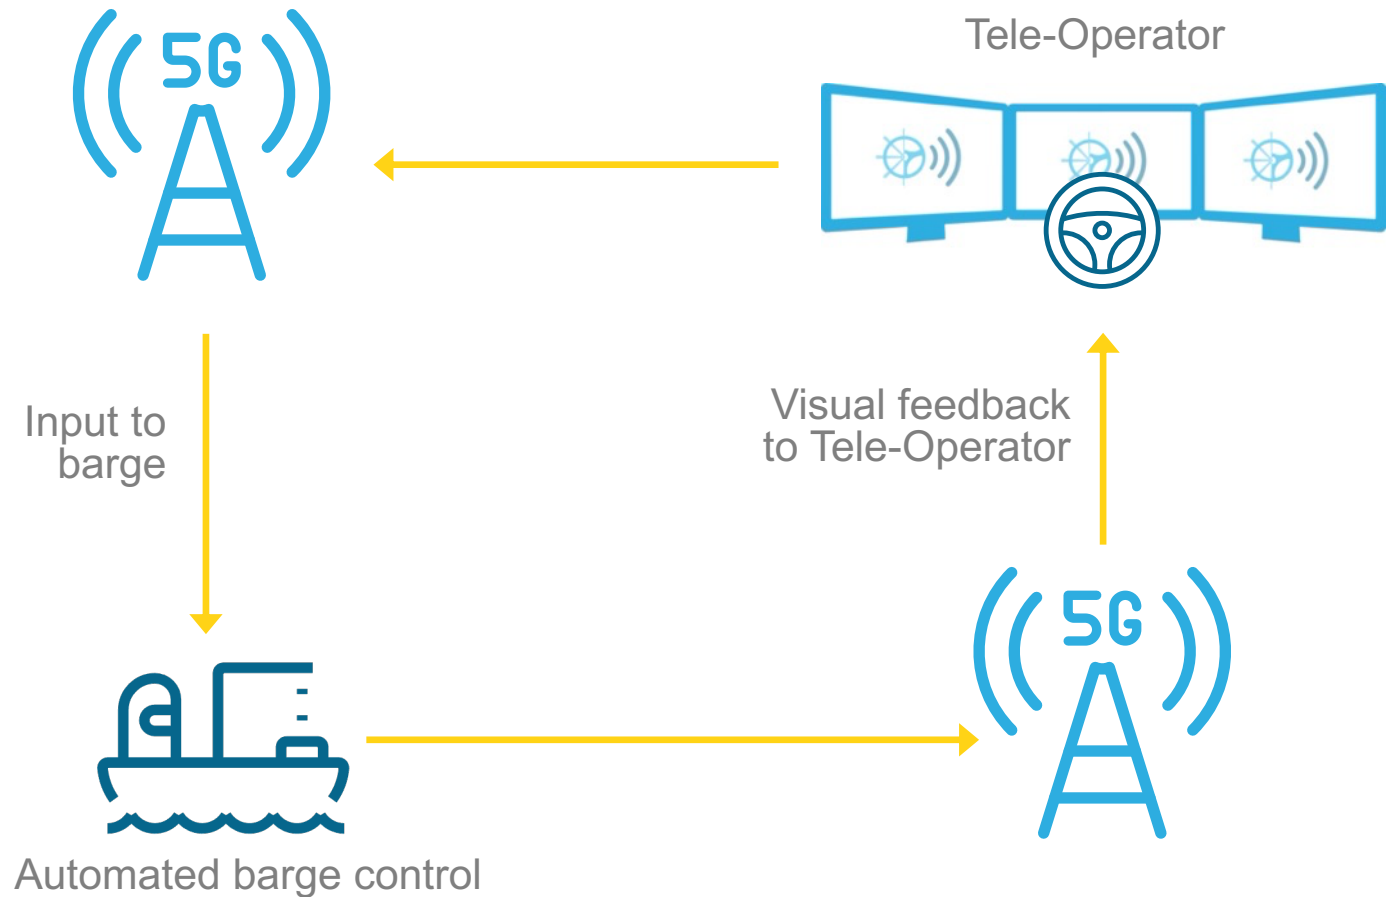 5G
Tele-Operator
Input to
barge
Visual feedback
to Tele-Operator
5G
Automated barge control